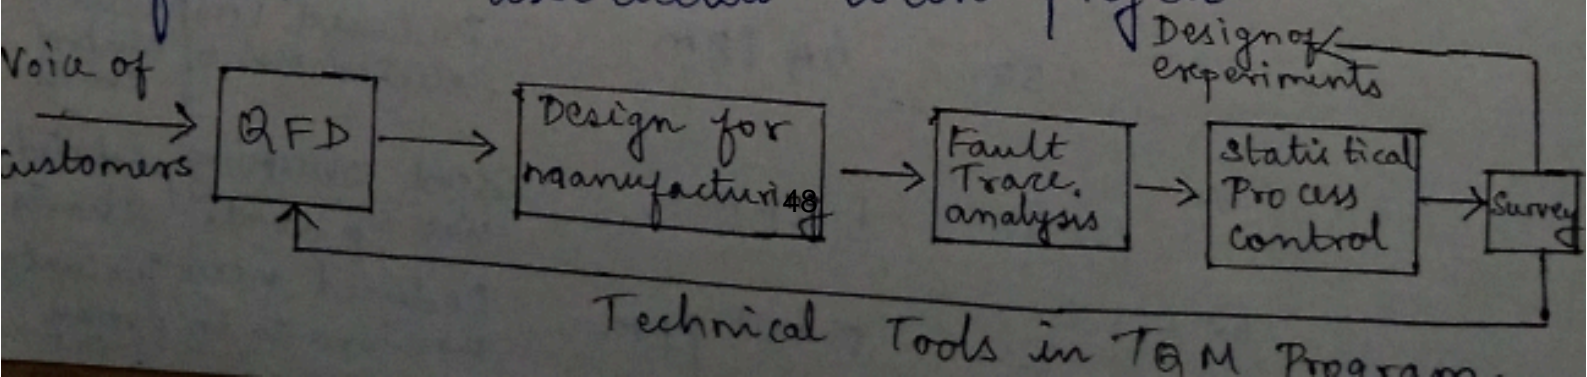 Voice of
customers
QFD
Design for
manufacturing
48
Fault
Trace.
analysis
Statistical
Process
Control
Survey
Design of
experiments
Technical Tools in TQM Program.